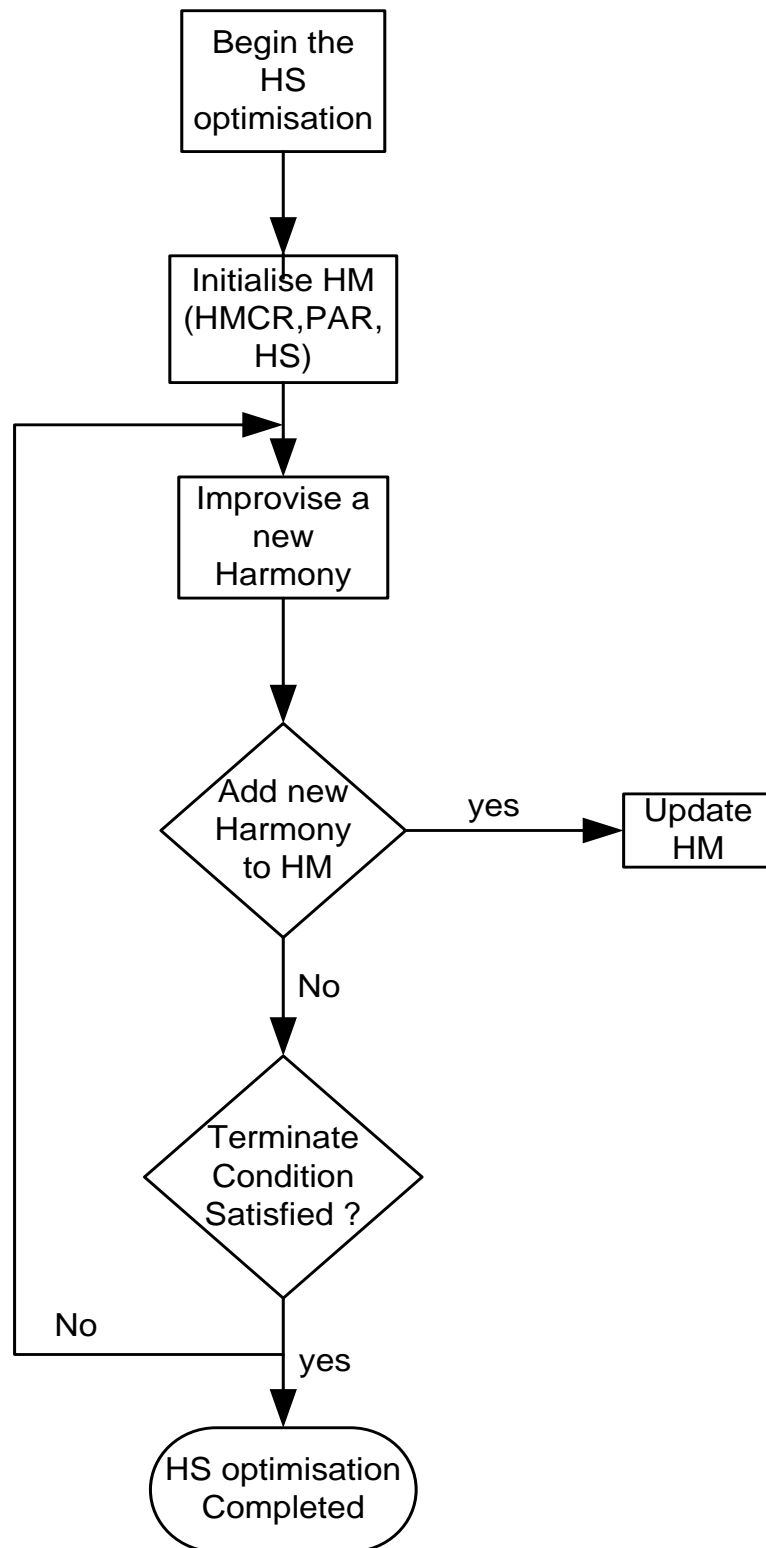 Begin the
HS
optimisation
Initialise HM
(HMCR,PAR,
HS)
Improvise a
new
Harmony
Add new
Harmony
to HM
yes
Update
HM
No
Terminate
Condition
Satisfied ?
No
yes
HS optimisation
Completed